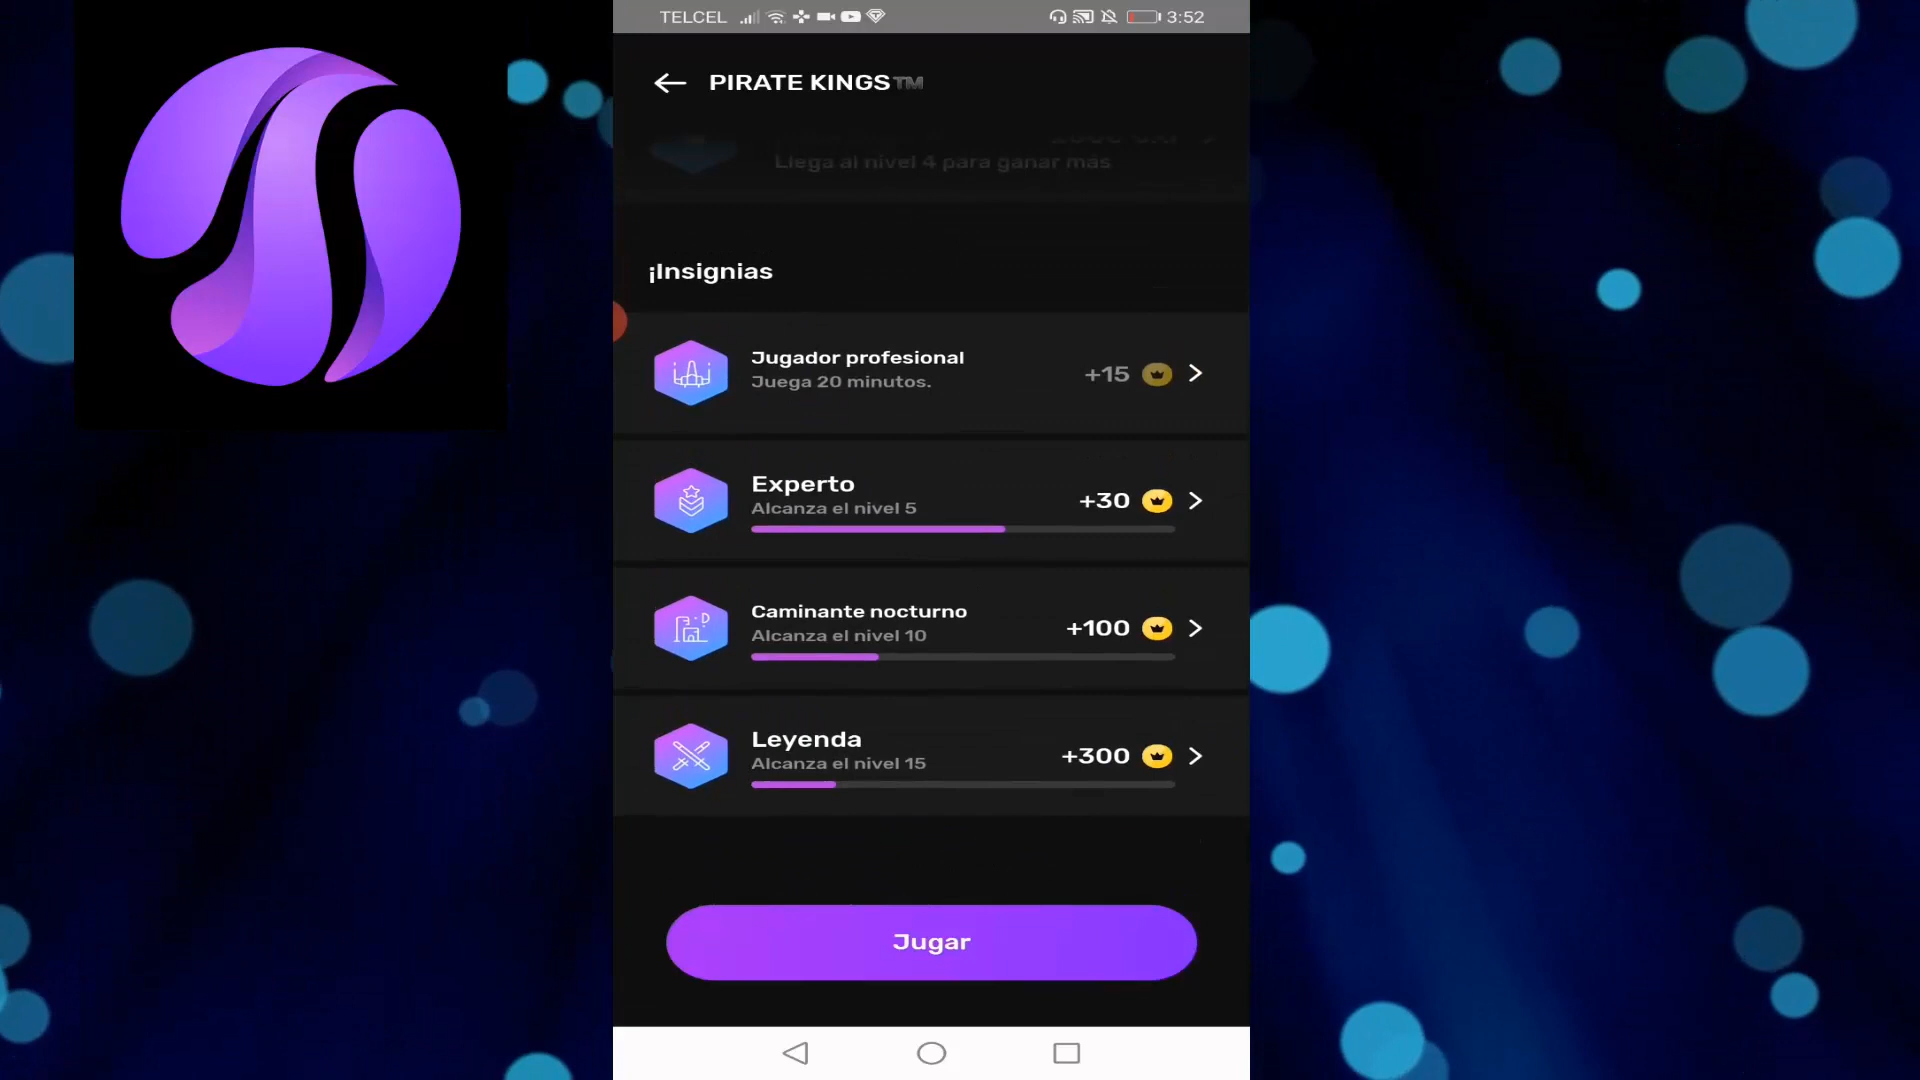 TELCEL 3:52
PIRATE KINGS™
Llega al nivel 4 para ganar más
¡Insignias
Jugador profesional
Juega 20 minutos.
+15
Experto
Alcanza el nivel 5
+30
Caminante nocturno
Alcanza el nivel 10
+100
Leyenda
Alcanza el nivel 15
+300
Jugar